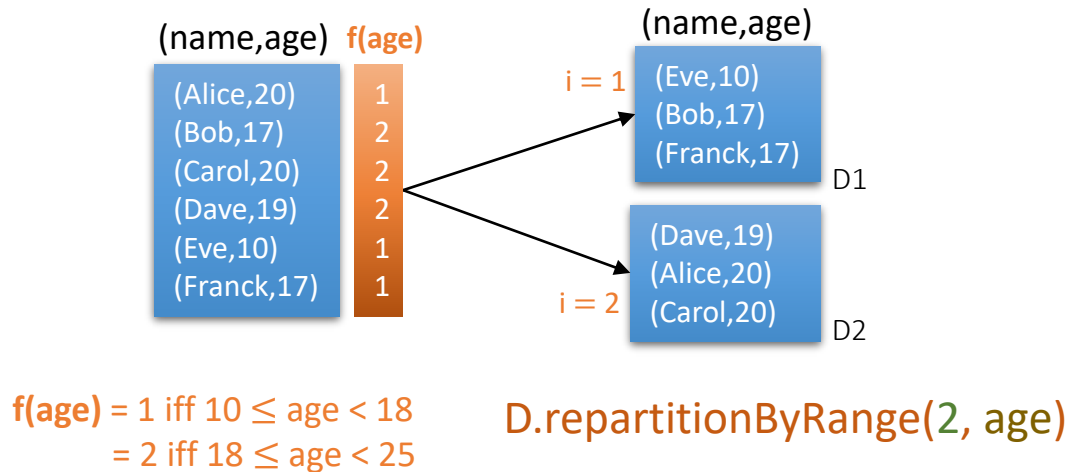 (name,age) f(age)
(Alice,20) 1
(Bob,17) 2
(Carol,20) 2
(Dave,19) 2
(Eve,10) 1
(Franck,17) 1
i = 1
i = 2
(name,age)
(Eve,10)
(Bob,17)
(Franck,17)
D1
(Dave,19)
(Alice,20)
(Carol,20)
D2
f(age) = 1 iff 10 ≤ age < 18
= 2 iff 18 ≤ age < 25
D.repartitionByRange(2, age)